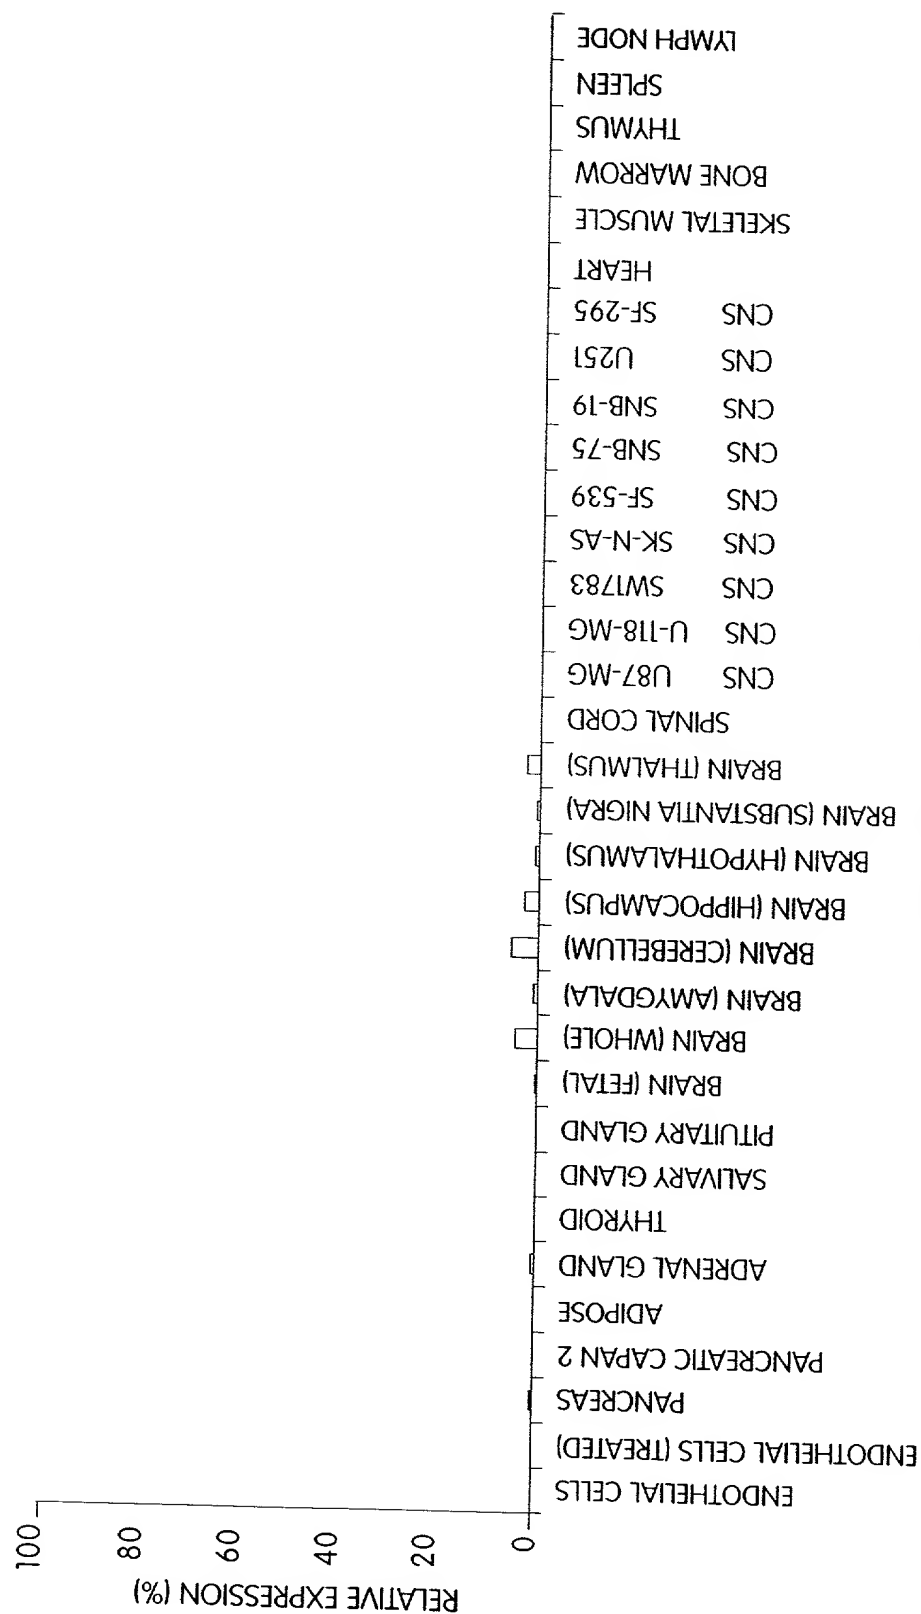 RELATIVE EXPRESSION (%)
100
80
60
40
20
0
ENDOTHELIAL CELLS
ENDOTHELIAL CELLS (TREATED)
PANCREAS
PANCREATIC CAPAN 2
ADIPOSE
ADRENAL GLAND
THYROID
SALIVARY GLAND
PITUITARY GLAND
BRAIN (FETAL)
BRAIN (WHOLE)
BRAIN (AMYGDALA)
BRAIN (CEREBELLUM)
BRAIN (HIPPOCAMPUS)
BRAIN (HYPOTHALAMUS)
BRAIN (SUBSTANTIA NIGRA)
BRAIN (THALMUS)
SPINAL CORD
CNS U87-MG
CNS U-118-MG
CNS SW1783
CNS SK-N-AS
CNS SF-539
CNS SNB-75
CNS SNB-19
CNS U251
CNS SF-295
HEART
SKELETAL MUSCLE
BONE MARROW
THYMUS
SPLEEN
LYMPH NODE